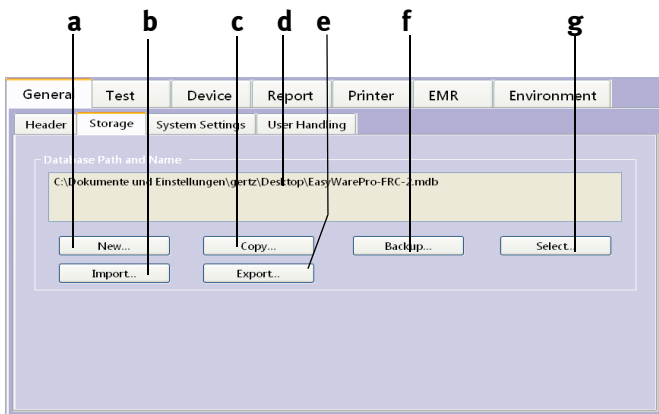 a b c d e f g
General Test Device Report Printer EMR Environment
Header Storage System Settings User Handling
Database Path and Name
C:\Dokumente und Einstellungen\gertz\Desktop\EasyWarePro-FRC-2.mdb
New... Copy... Backup... Select...
Import... Export...